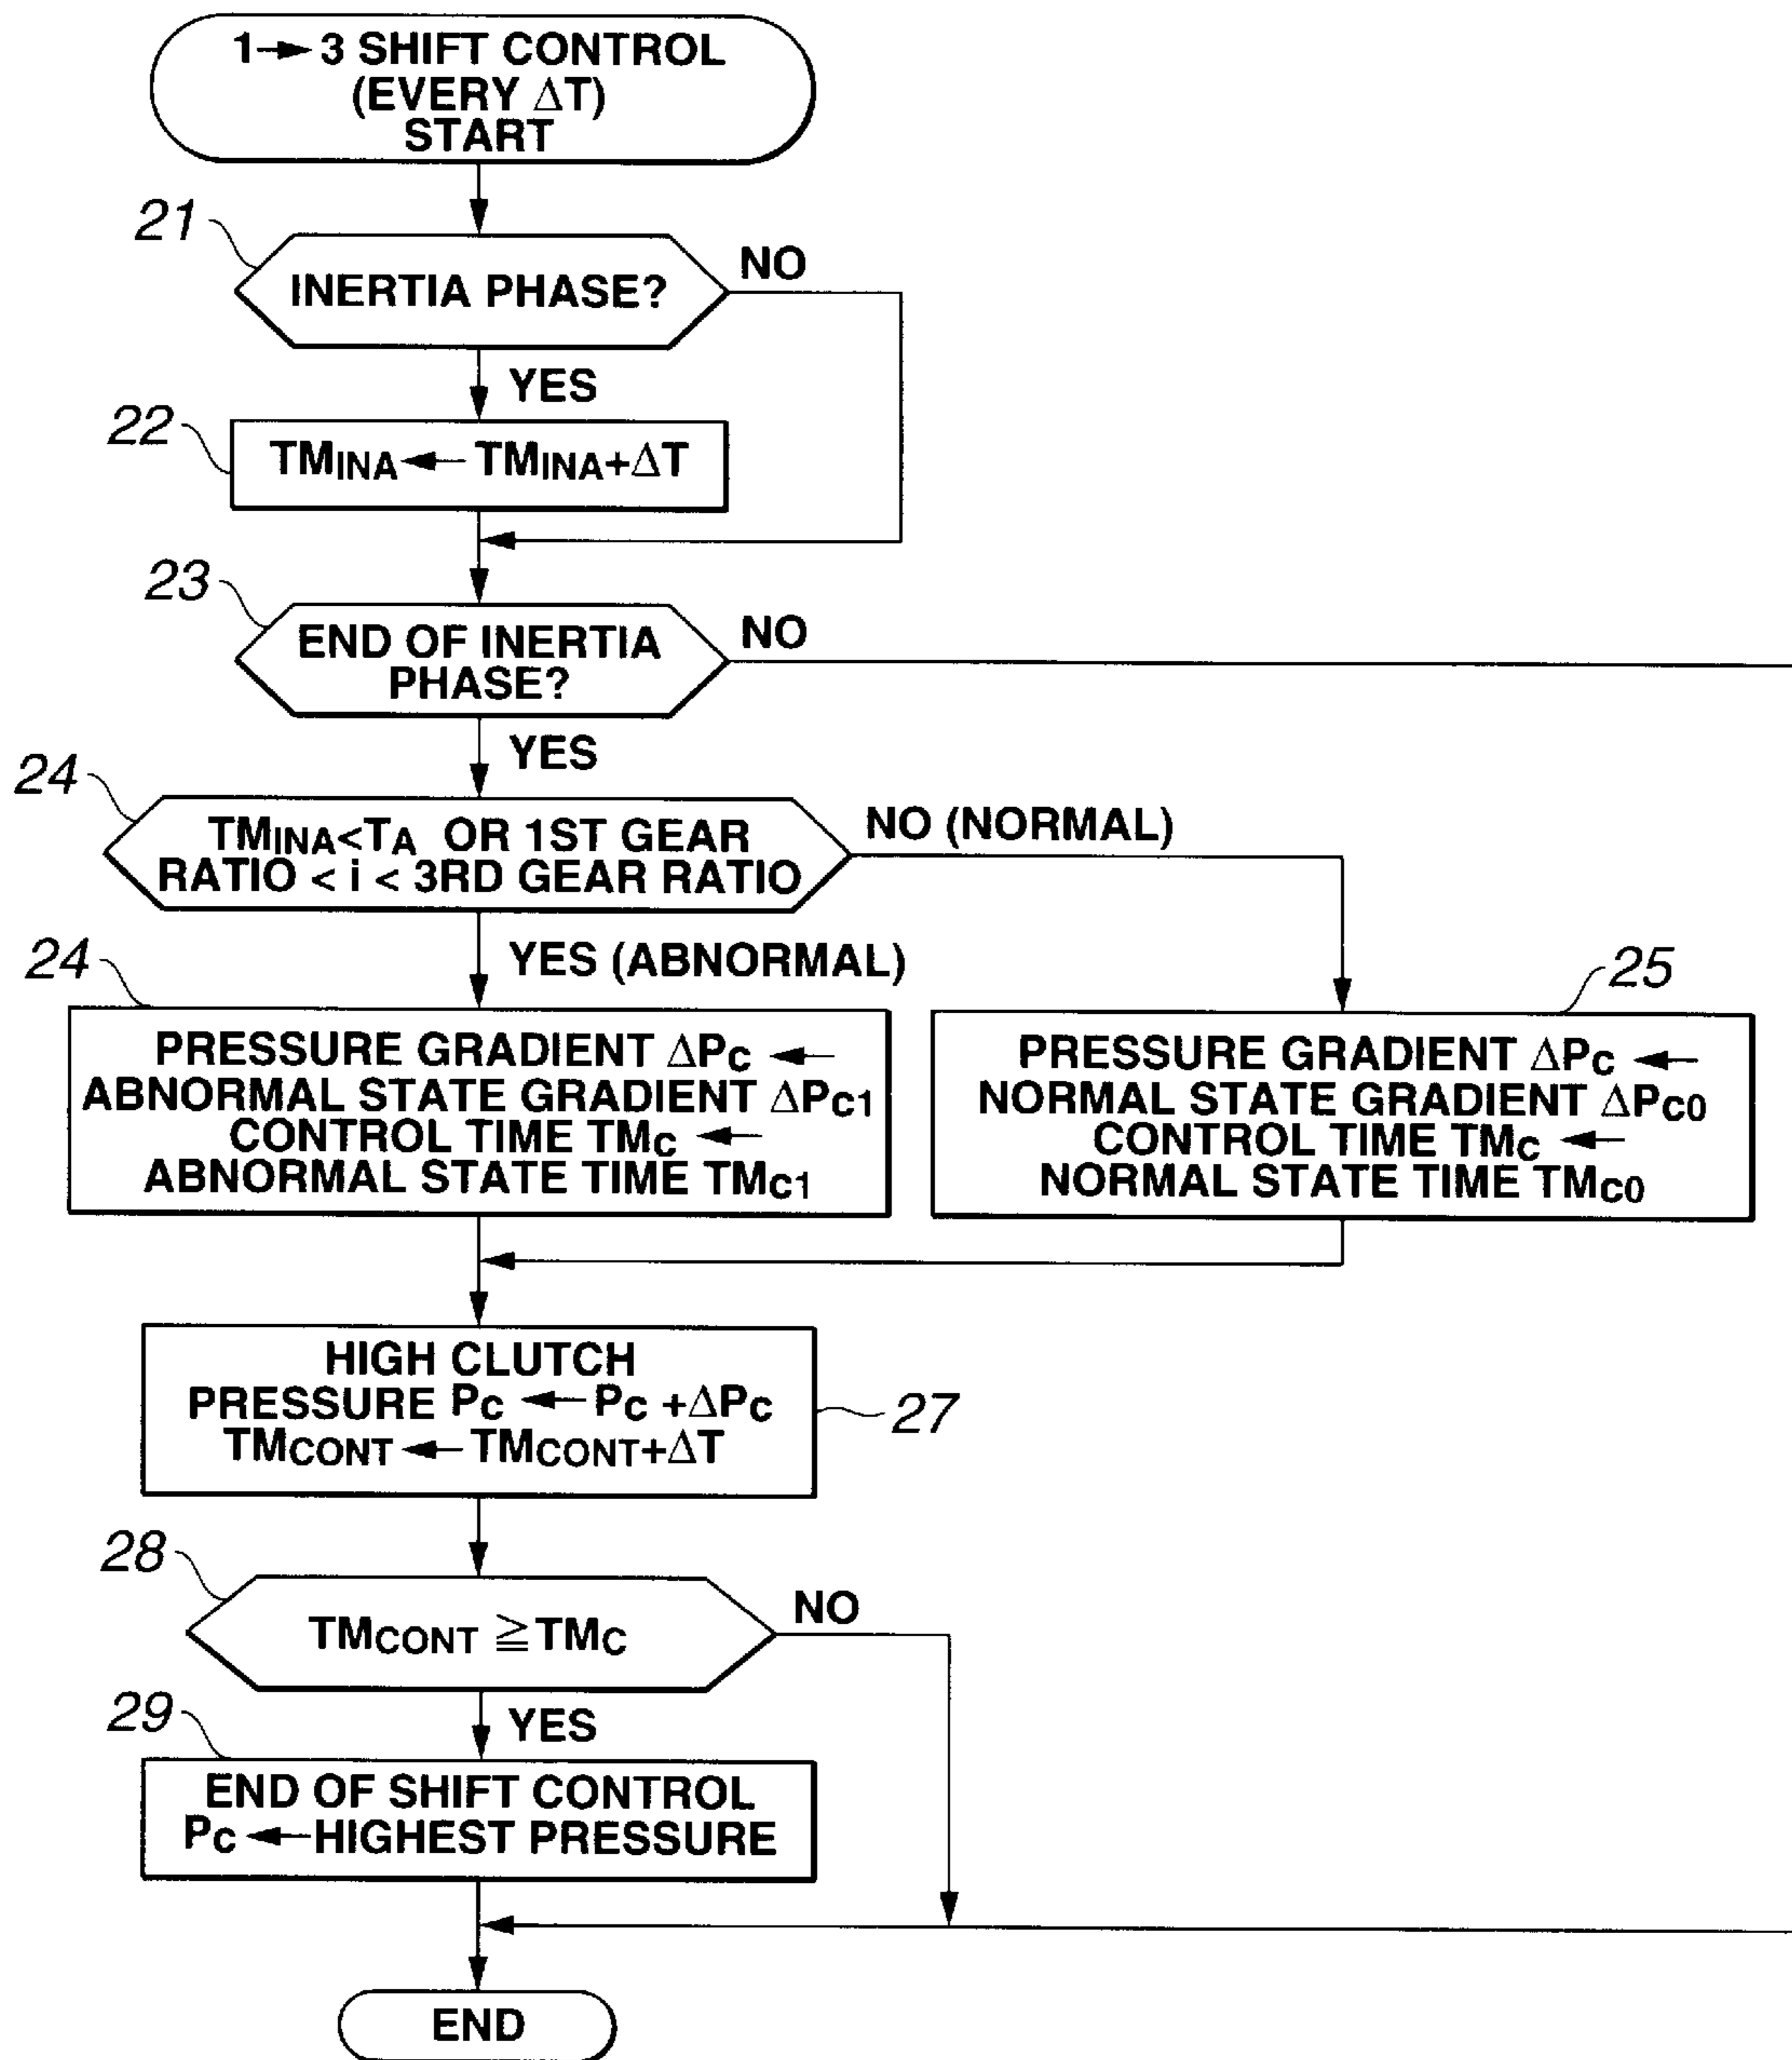 1→3 SHIFT CONTROL
(EVERY ΔT)
START
21
INERTIA PHASE?
NO
YES
22
TMINA←TMINA+ΔT
23
END OF INERTIA
PHASE?
NO
YES
24
TMINA<TA OR 1ST GEAR
RATIO < i < 3RD GEAR RATIO
NO (NORMAL)
YES (ABNORMAL)
24
PRESSURE GRADIENT ΔPC ←
ABNORMAL STATE GRADIENT ΔPC1
CONTROL TIME TMC ←
ABNORMAL STATE TIME TMC1
25
PRESSURE GRADIENT ΔPC ←
NORMAL STATE GRADIENT ΔPC0
CONTROL TIME TMC ←
NORMAL STATE TIME TMC0
HIGH CLUTCH
PRESSURE PC ← PC +ΔPC
TMCONT←TMCONT+ΔT
27
28
TMCONT ≧ TMC
NO
YES
29
END OF SHIFT CONTROL
PC←HIGHEST PRESSURE
END